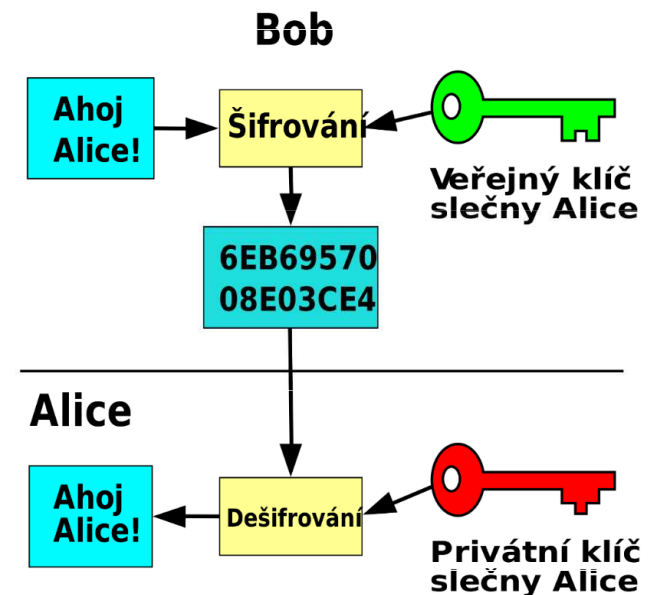 Bob
Ahoj
Alice!
Šifrování
Veřejný klíč
slečny Alice
6EB69570
08E03CE4
Alice
Ahoj
Alice!
Dešifrování
Privátní klíč
slečny Alice